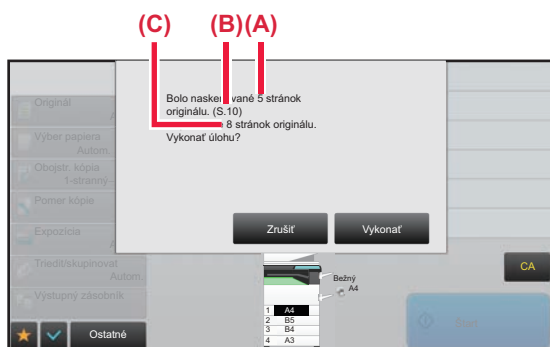 (C) (B) (A)
Bolo naskenované 5 stránok
originálu. (S.10)
8 stránok originálu.
Vykonať úlohu?
Zrušiť
Vykonať
Originál
A
Výber papiera
Autom.
Obojstr. kópia
1-stranný
Pomer kópie
Expozícia
A
Triediť/skupinovať
Autom.
Výstupný zásobník
Ostatné
Bežný
A4
1 A4
2 B5
3 B4
4 A3
CA
Štart